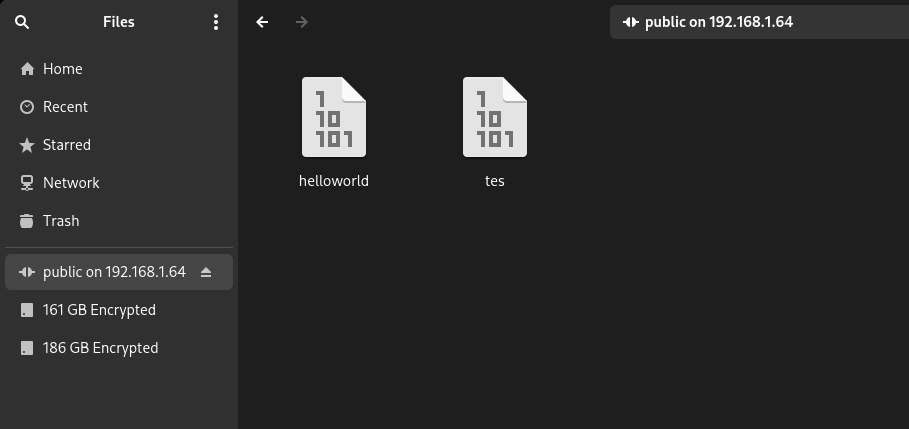 Files
public on 192.168.1.64
Home
Recent
Starred
Network
Trash
public on 192.168.1.64
161 GB Encrypted
186 GB Encrypted
1
10
101
helloworld
1
10
101
tes